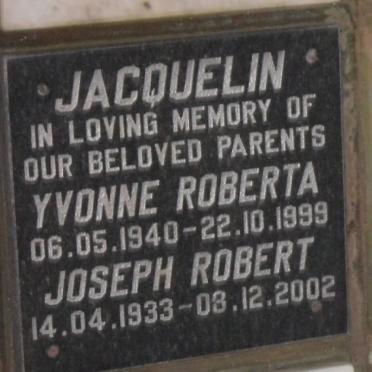 JACQUELIN
IN LOVING MEMORY OF
OUR BELOVED PARENTS
YVONNE ROBERTA
06.05.1940-22.10.1999
JOSEPH ROBERT
14.04.1933-03.12.2002